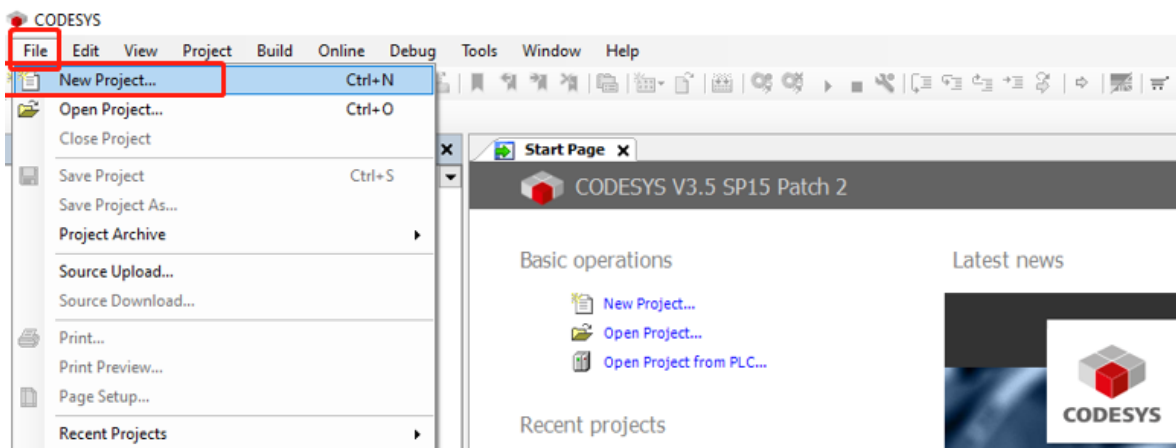 CODESYS
File Edit View Project Build Online Debug Tools Window Help
New Project... Ctrl+N
Open Project... Ctrl+O
Close Project
Start Page
Save Project Ctrl+S
CODESYS V3.5 SP15 Patch 2
Save Project As...
Project Archive
Basic operations
Latest news
Source Upload...
Source Download...
New Project...
Open Project...
Open Project from PLC...
Print...
Print Preview...
Page Setup...
CODESYS
Recent Projects
Recent projects